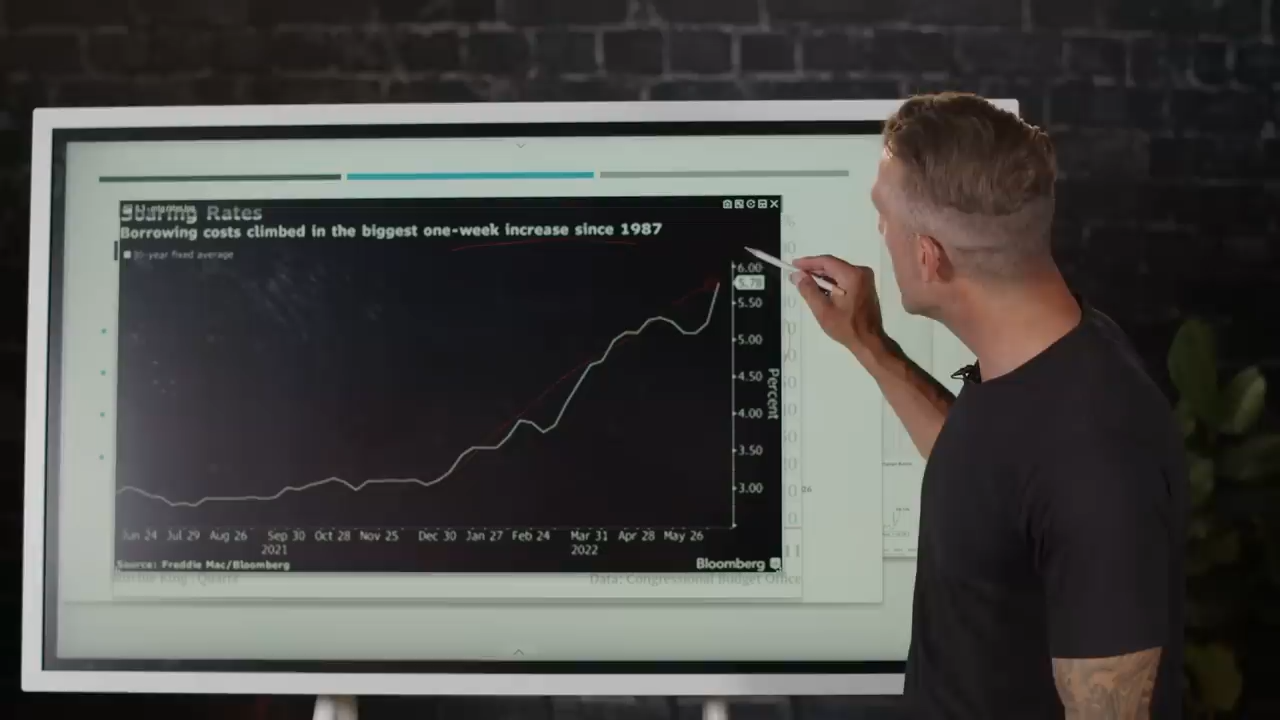 Soaring Rates
Borrowing costs climbed in the biggest one-week increase since 1987
30-year fixed average
6.00
5.78
5.50
5.00
4.50
4.00
3.50
3.00
Percent
Jun 24 Jul 29 Aug 26 Sep 30 Oct 28 Nov 25 Dec 30 Jan 27 Feb 24 Mar 31 Apr 28 May 26
2021 2022
Source: Freddie Mac/Bloomberg
Bloomberg
Ritchie King | Quartz
Data: Congressional Budget Office